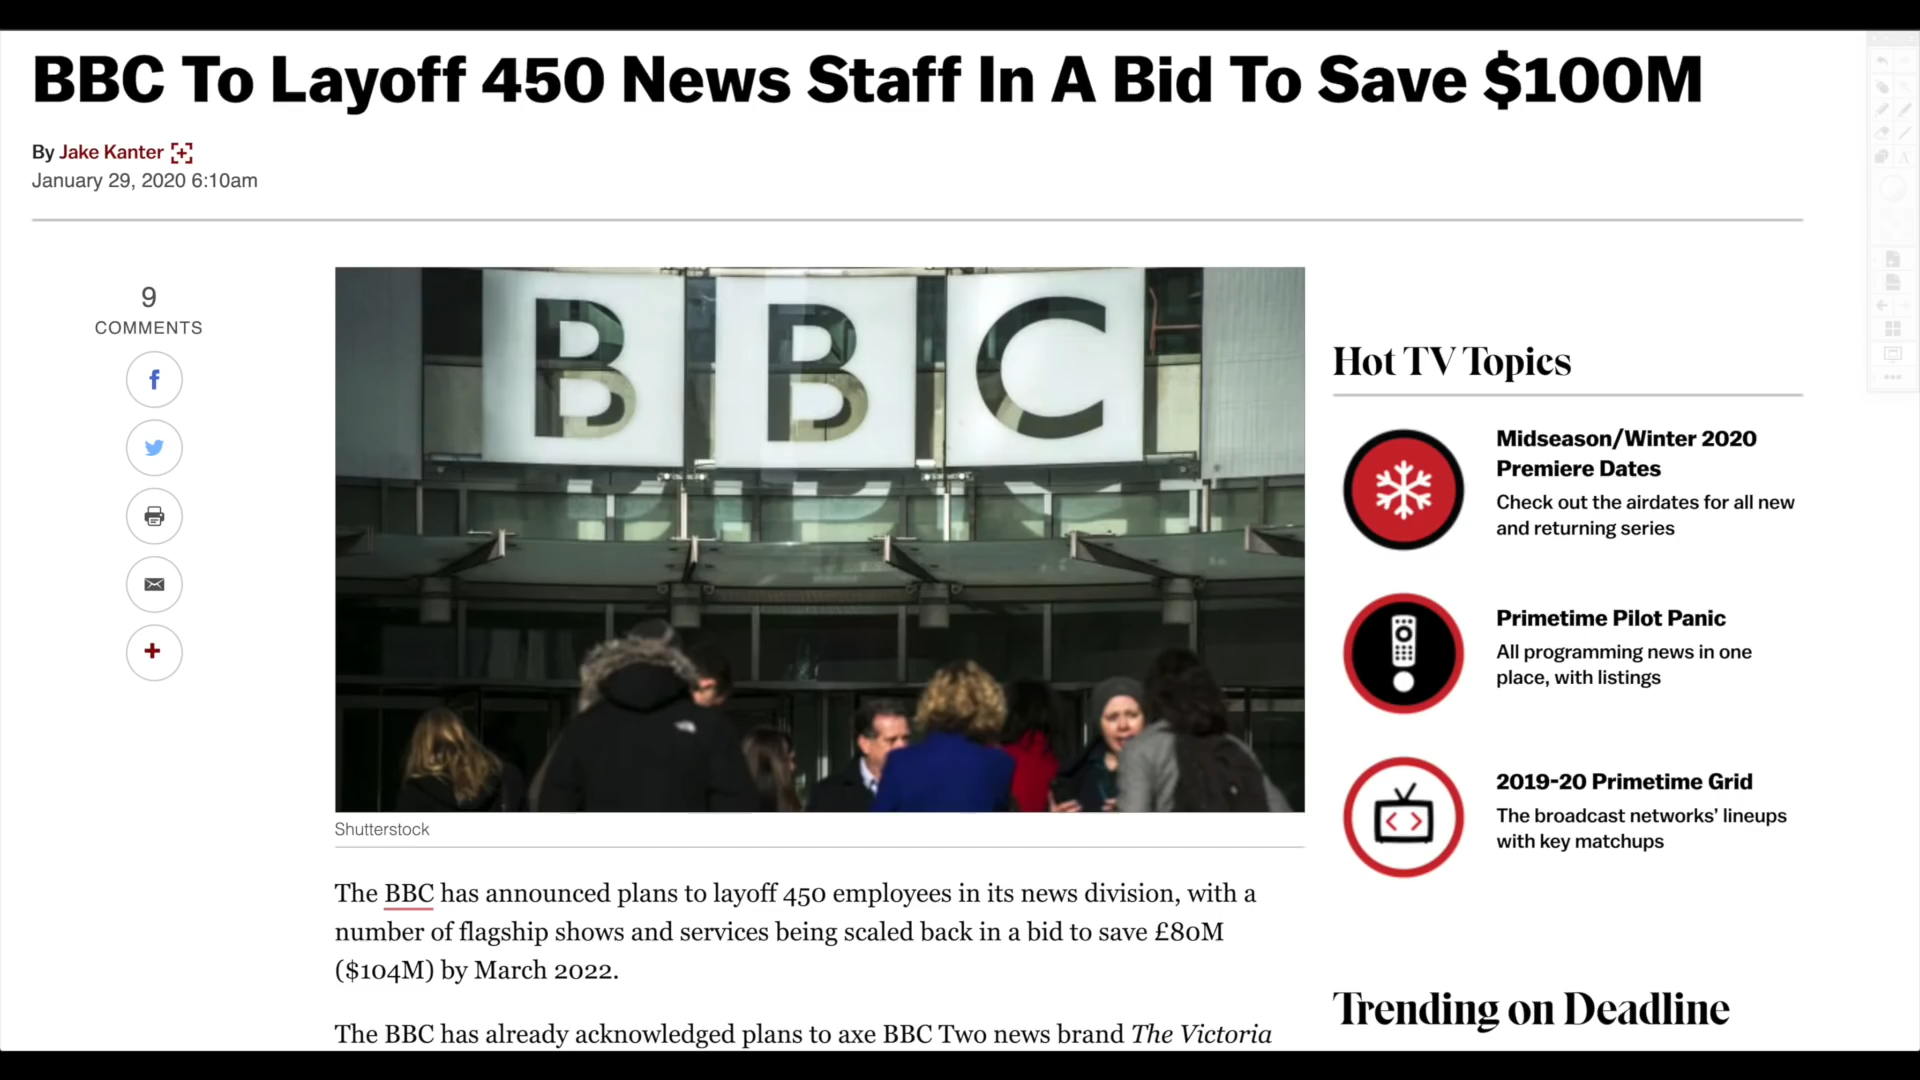 BBC To Layoff 450 News Staff In A Bid To Save $100M
By Jake Kanter
January 29, 2020 6:10am
9
COMMENTS
BBC
Shutterstock
The BBC has announced plans to layoff 450 employees in its news division, with a
number of flagship shows and services being scaled back in a bid to save £80M
($104M) by March 2022.
The BBC has already acknowledged plans to axe BBC Two news brand The Victoria
Hot TV Topics
Midseason/Winter 2020
Premiere Dates
Check out the airdates for all new
and returning series
Primetime Pilot Panic
All programming news in one
place, with listings
2019-20 Primetime Grid
The broadcast networks' lineups
with key matchups
Trending on Deadline